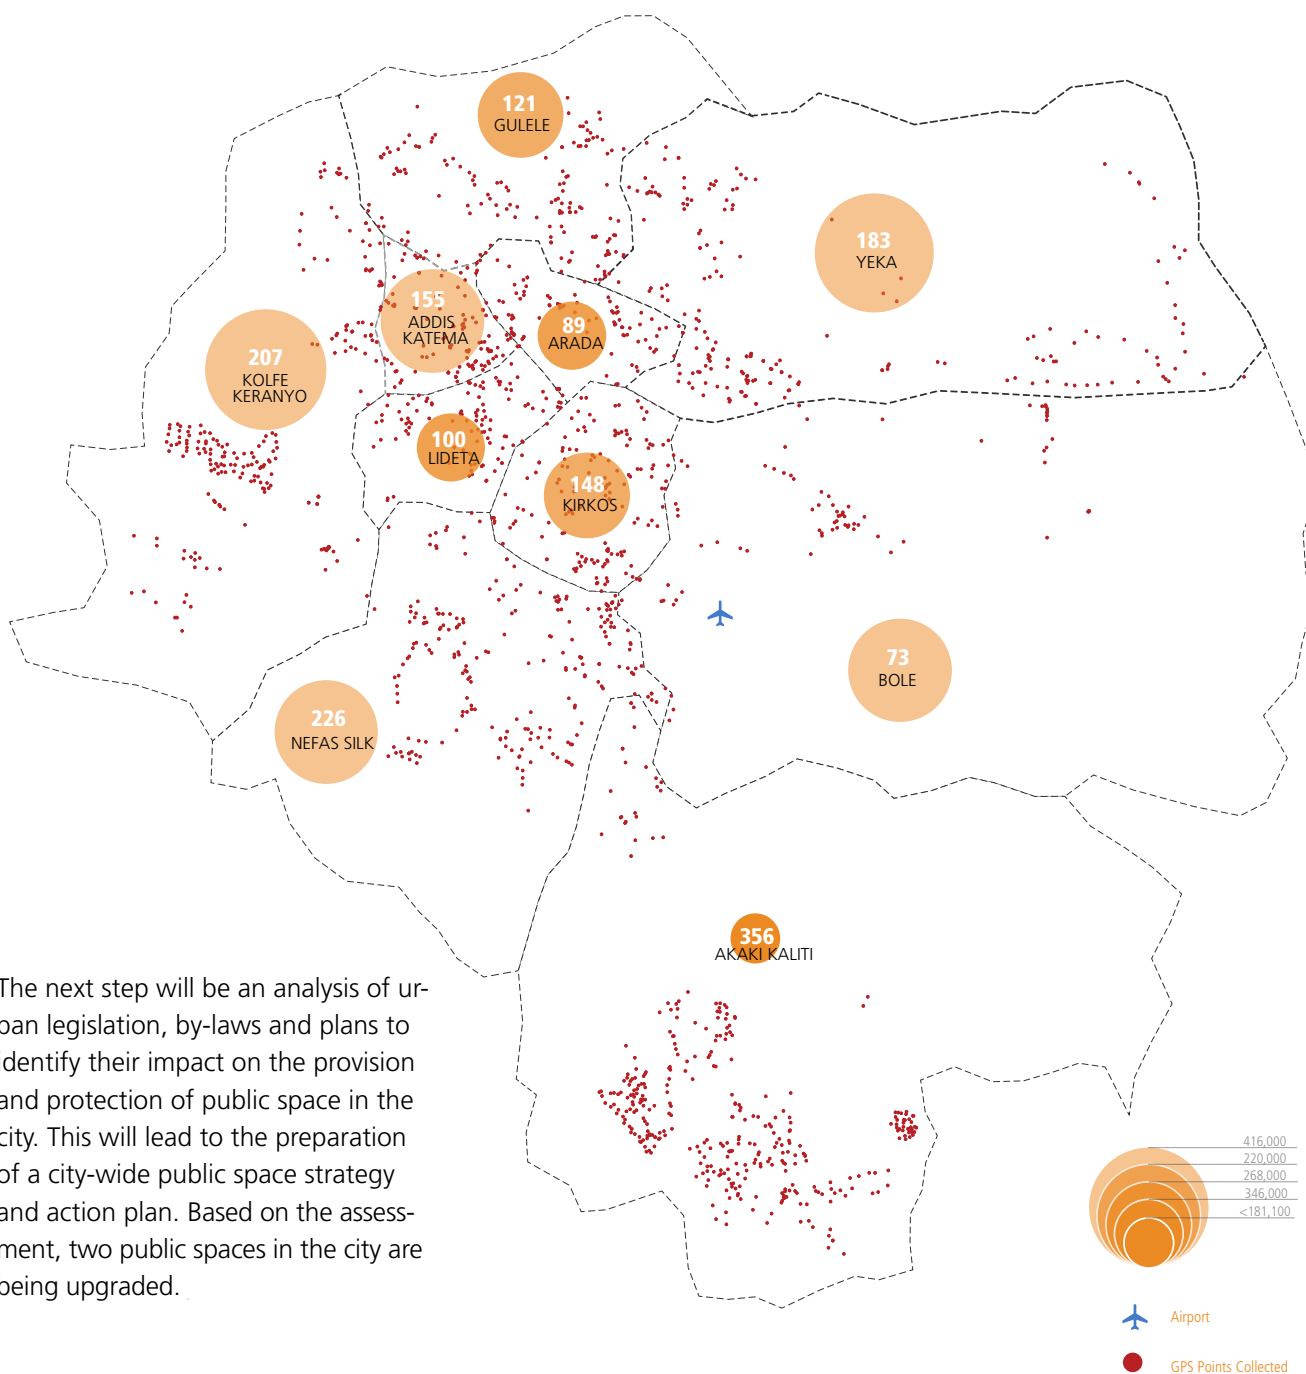 121
GULELE
183
YEKA
155
ADDIS
KATEMA
89
ARADA
207
KOLFE
KERANYO
100
LIDETA
148
KIRKOS
73
BOLE
226
NEFAS SILK
356
AKAKI KALITI
The next step will be an analysis of ur-
ban legislation, by-laws and plans to
identify their impact on the provision
and protection of public space in the
city. This will lead to the preparation
of a city-wide public space strategy
and action plan. Based on the assess-
ment, two public spaces in the city are
being upgraded.
416,000
220,000
268,000
346,000
<181,100
Airport
GPS Points Collected